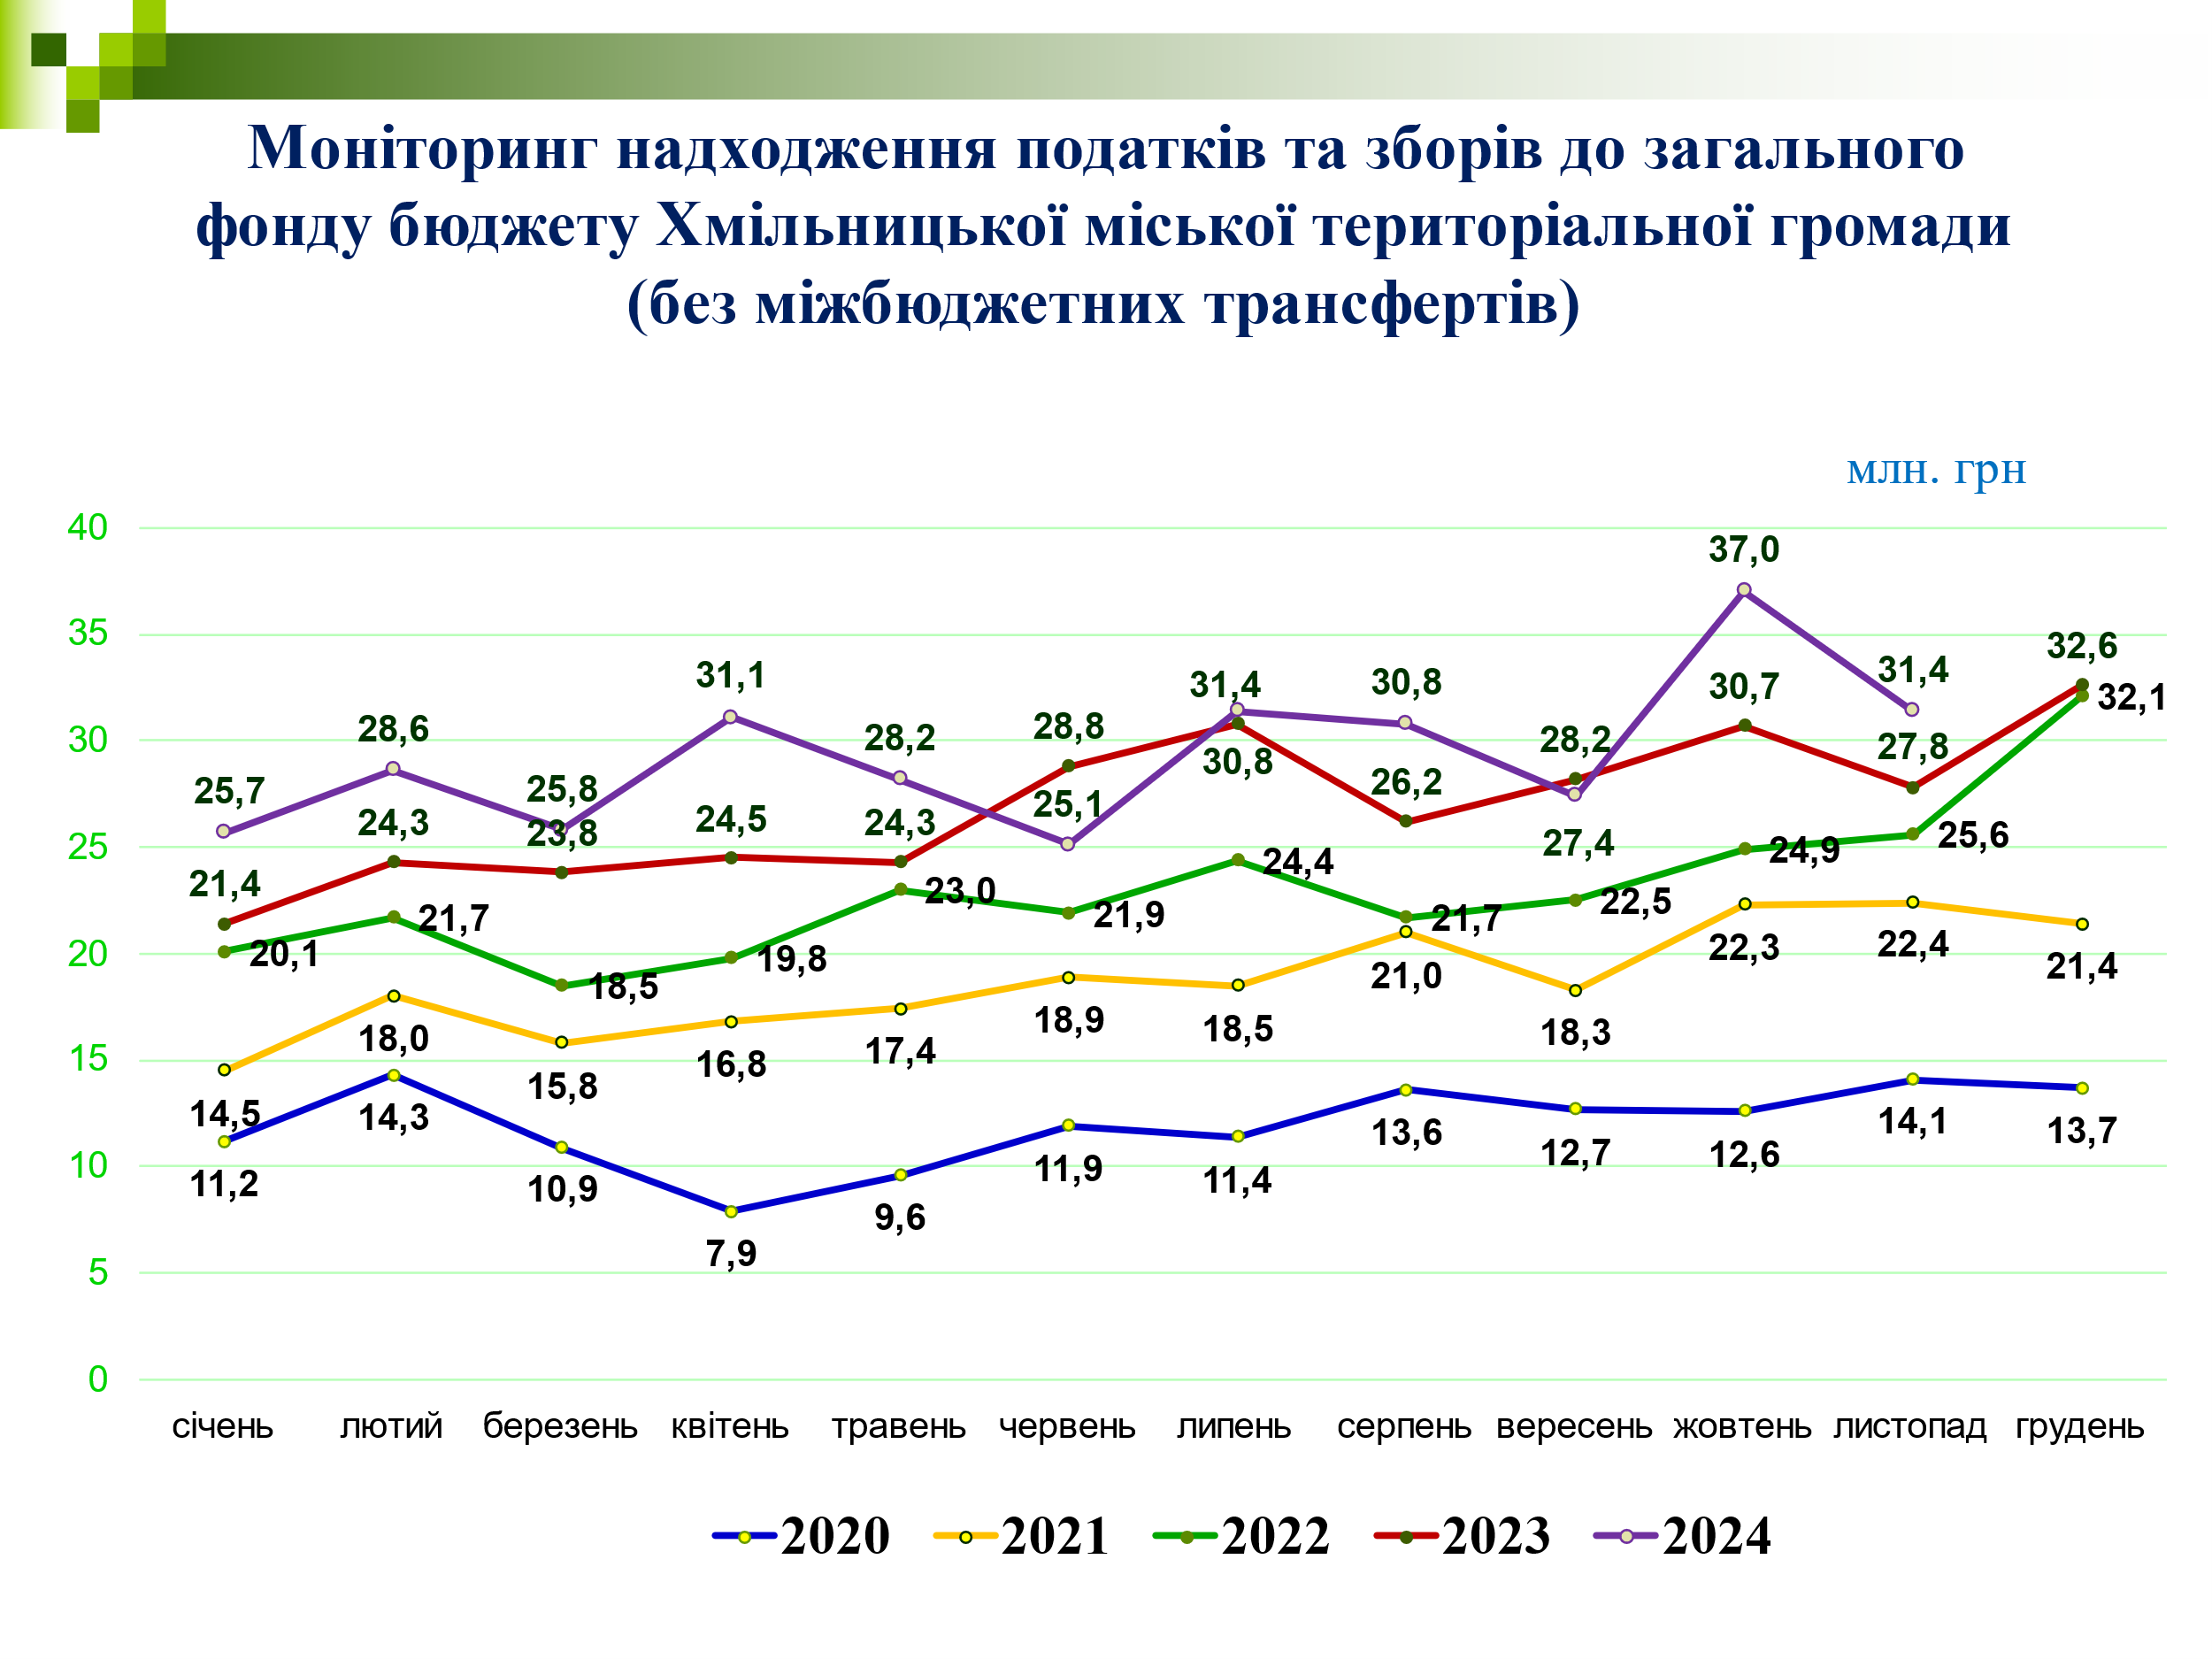 Моніторинг надходження податків та зборів до загального
фонду бюджету Хмільницької міської територіальної громади
(без міжбюджетних трансфертів)
млн. грн
40
37,0
35
32,6
31,1 31,4 30,8 30,7 31,4 32,1
28,6 28,2 28,8 28,2
30
25,7 25,8 30,8 26,2 27,8
24,3 23,8 24,5 24,3 25,1 27,4
25
21,4 23,0 24,4 24,9 25,6
21,7 21,9 21,7 22,5
20
20,1 18,5 19,8 21,0 22,3 22,4 21,4
18,0 16,8 17,4 18,9 18,5 18,3
15
14,5 14,3 15,8 13,6 12,7 12,6 14,1 13,7
10
11,2 10,9 11,9 11,4
7,9 9,6
5
0
січень лютий березень квітень травень червень липень серпень вересень жовтень листопад грудень
2020 2021 2022 2023 2024